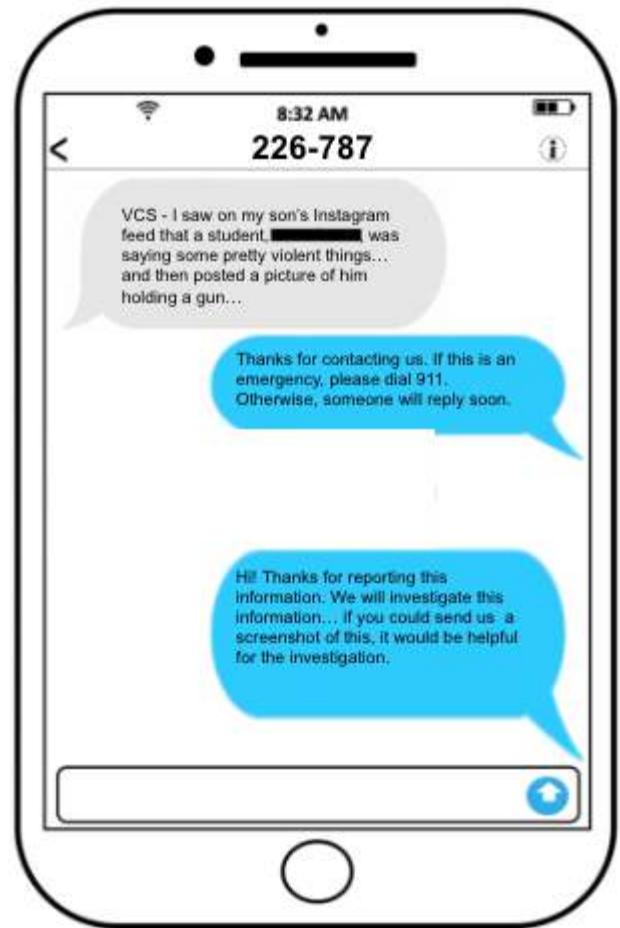 8:32 AM
226-787
VCS - I saw on my son's Instagram
feed that a student, was
saying some pretty violent things...
and then posted a picture of him
holding a gun...
Thanks for contacting us. If this is an
emergency, please dial 911.
Otherwise, someone will reply soon.
Hi! Thanks for reporting this
information. We will investigate this
information... if you could send us a
screenshot of this, it would be helpful
for the investigation.